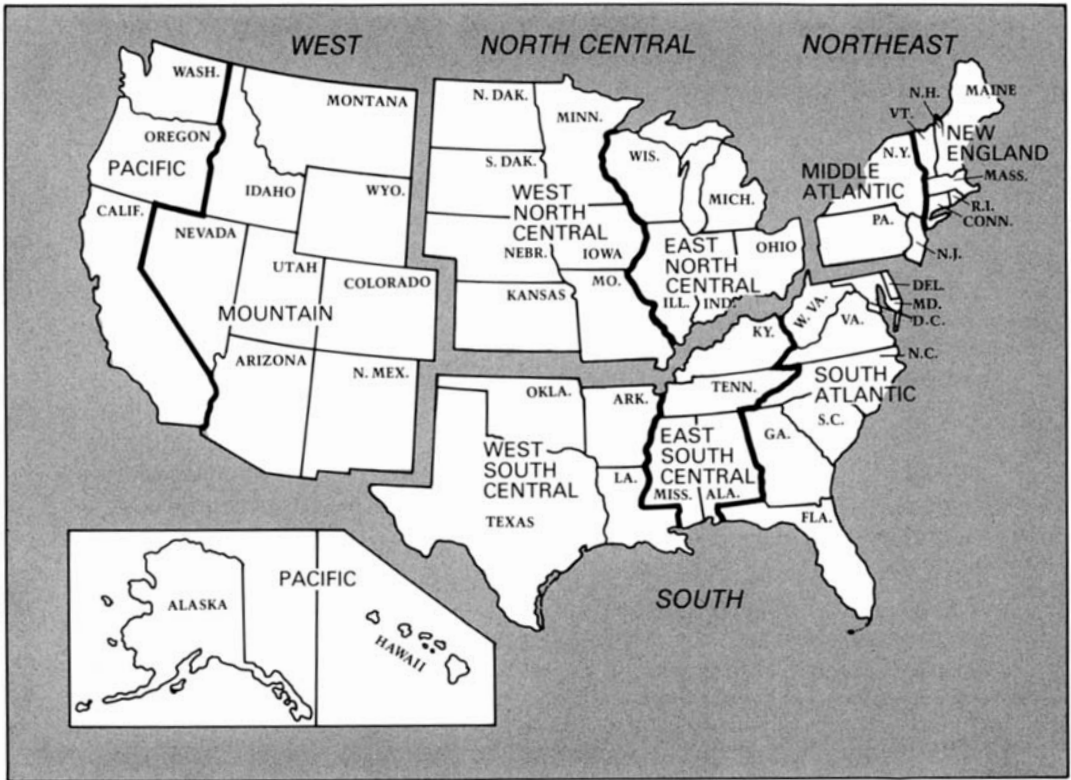 WEST
NORTH CENTRAL
NORTHEAST
WASH.
MONTANA
OREGON
PACIFIC
IDAHO
WYO.
CALIF.
NEVADA
UTAH
COLORADO
MOUNTAIN
ARIZONA
N. MEX.
N. DAK.
MINN.
S. DAK.
WEST
NORTH
CENTRAL
NEBR.
IOWA
KANSAS
MO.
WIS.
MICH.
EAST
NORTH
CENTRAL
OHIO
ILL.
IND.
N.H.
MAINE
VT.
NEW
ENGLAND
N.Y.
MIDDLE
ATLANTIC
MASS.
R.I.
CONN.
PA.
N.J.
DEL.
MD.
D.C.
W. VA.
VA.
KY.
N.C.
TENN.
SOUTH
ATLANTIC
S.C.
GA.
OKLA.
ARK.
WEST
SOUTH
CENTRAL
LA.
TEXAS
EAST
SOUTH
CENTRAL
MISS.
ALA.
FLA.
SOUTH
PACIFIC
ALASKA
HAWAII